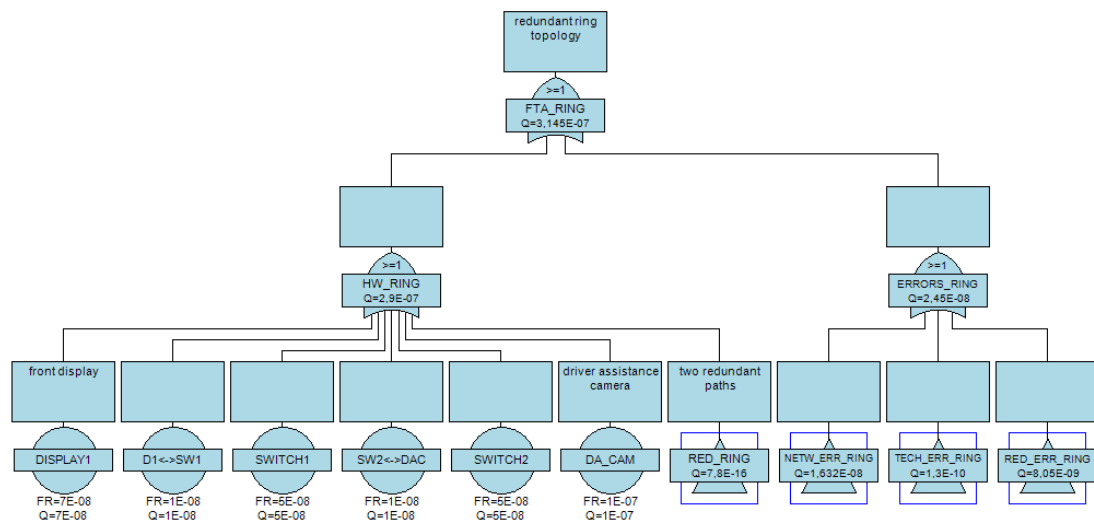 redundant ring
topology
>=1
FTA_RING
Q=3,145E-07
>=1
HW_RING
Q=2,9E-07
>=1
ERRORS_RING
Q=2,45E-08
front display
driver assistance
camera
two redundant
paths
DISPLAY1
FR=7E-08
Q=7E-08
D1<->SW1
FR=1E-08
Q=1E-08
SWITCH1
FR=5E-08
Q=5E-08
SW2<->DAC
FR=1E-08
Q=1E-08
SWITCH2
FR=5E-08
Q=5E-08
DA_CAM
FR=1E-07
Q=1E-07
RED_RING
Q=7,8E-16
NETW_ERR_RING
Q=1,632E-08
TECH_ERR_RING
Q=1,3E-10
RED_ERR_RING
Q=8,05E-09